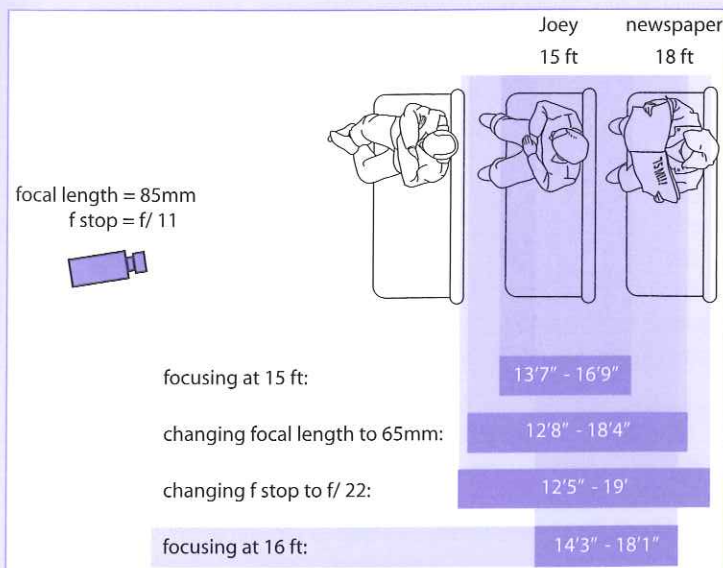 Joey newspaper
15 ft 18 ft
NEWS!
focal length = 85mm
f stop = f/ 11
focusing at 15 ft: 13'7" - 16'9"
changing focal length to 65mm: 12'8" - 18'4"
changing f stop to f/ 22: 12'5" - 19'
focusing at 16 ft: 14'3" - 18'1"